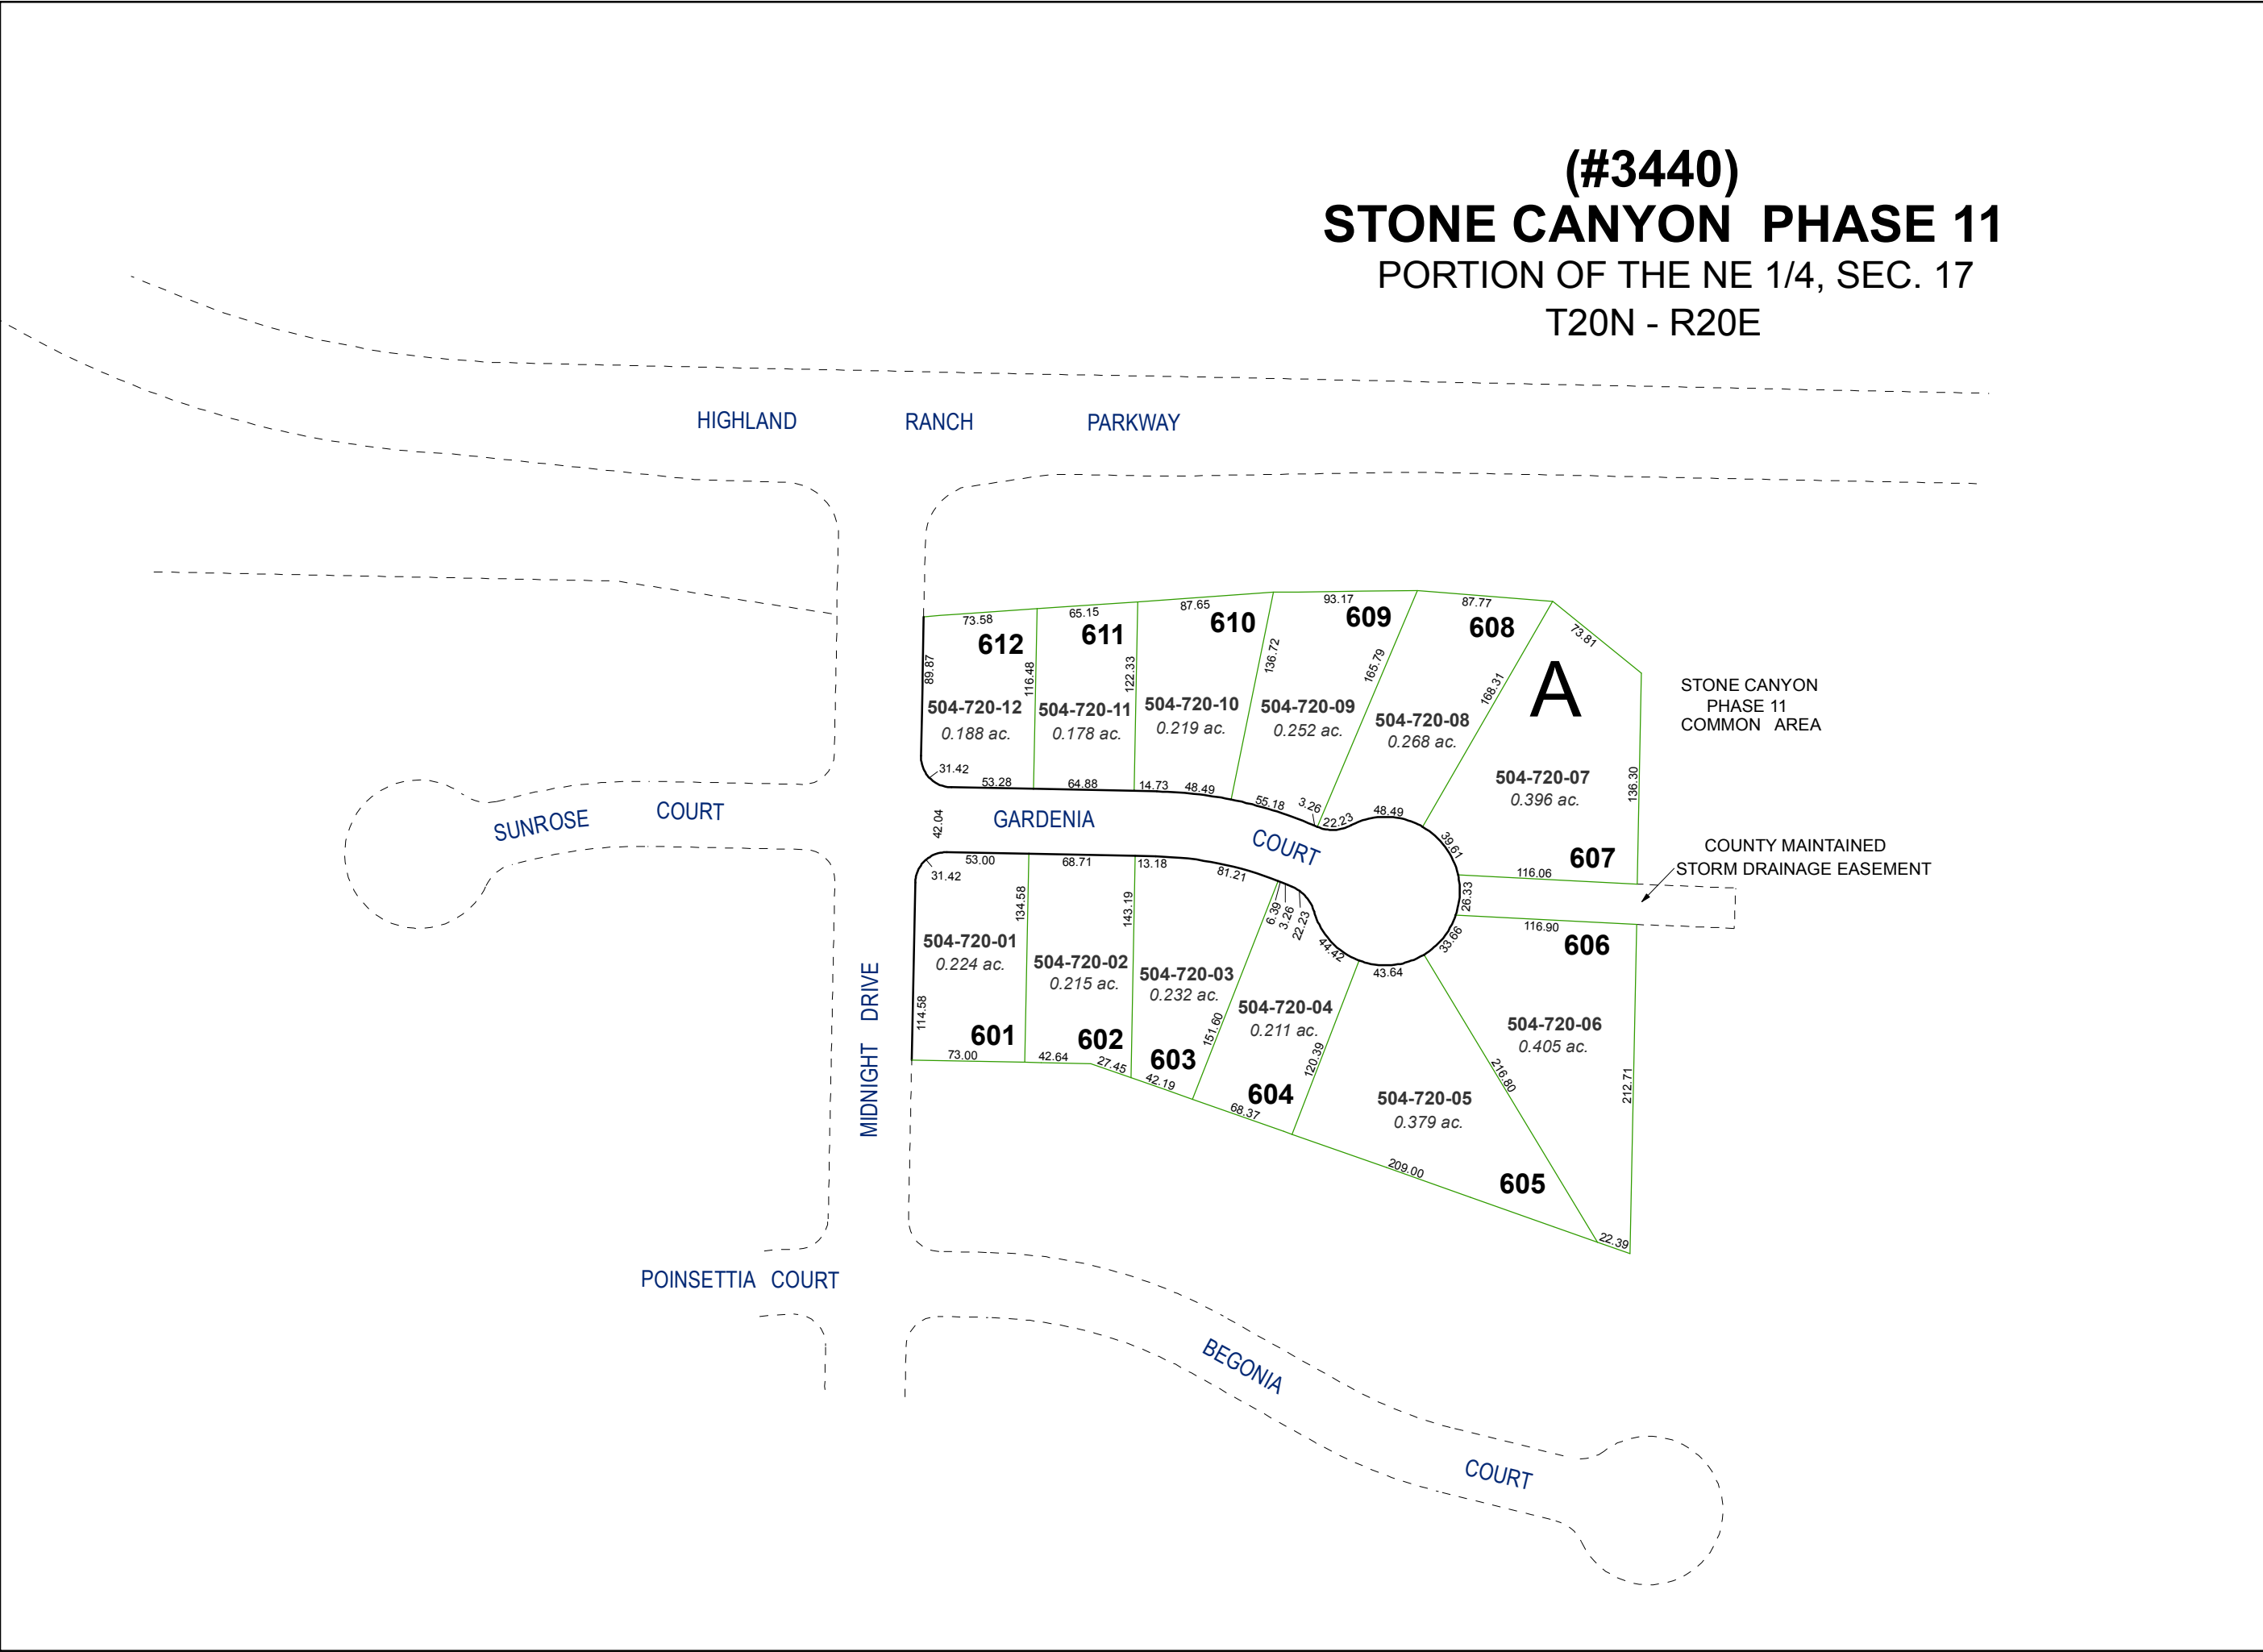 (#3440)
STONE CANYON PHASE 11
PORTION OF THE NE 1/4, SEC. 17
T20N - R20E
HIGHLAND RANCH PARKWAY
73.58
65.15
87.65
93.17
87.77
73.81
612
611
610
609
608
89.87
116.48
122.33
136.72
165.79
168.31
A
STONE CANYON
PHASE 11
COMMON AREA
504-720-12
0.188 ac.
504-720-11
0.178 ac.
504-720-10
0.219 ac.
504-720-09
0.252 ac.
504-720-08
0.268 ac.
504-720-07
0.396 ac.
136.30
607
31.42
53.28
64.88
14.73
48.49
55.18
3.26
22.23
48.49
39.61
116.06
26.33
COUNTY MAINTAINED
STORM DRAINAGE EASEMENT
SUNROSE COURT
42.04
GARDENIA COURT
31.42
53.00
68.71
13.18
81.21
6.39
3.26
22.23
44.42
43.64
33.66
116.90
606
134.58
143.19
504-720-01
0.224 ac.
504-720-02
0.215 ac.
504-720-03
0.232 ac.
504-720-04
0.211 ac.
504-720-05
0.379 ac.
504-720-06
0.405 ac.
114.58
151.60
120.39
216.80
212.71
601
602
603
604
605
73.00
42.64
27.45
42.19
68.37
209.00
22.39
MIDNIGHT DRIVE
POINSETTIA COURT
BEGONIA COURT